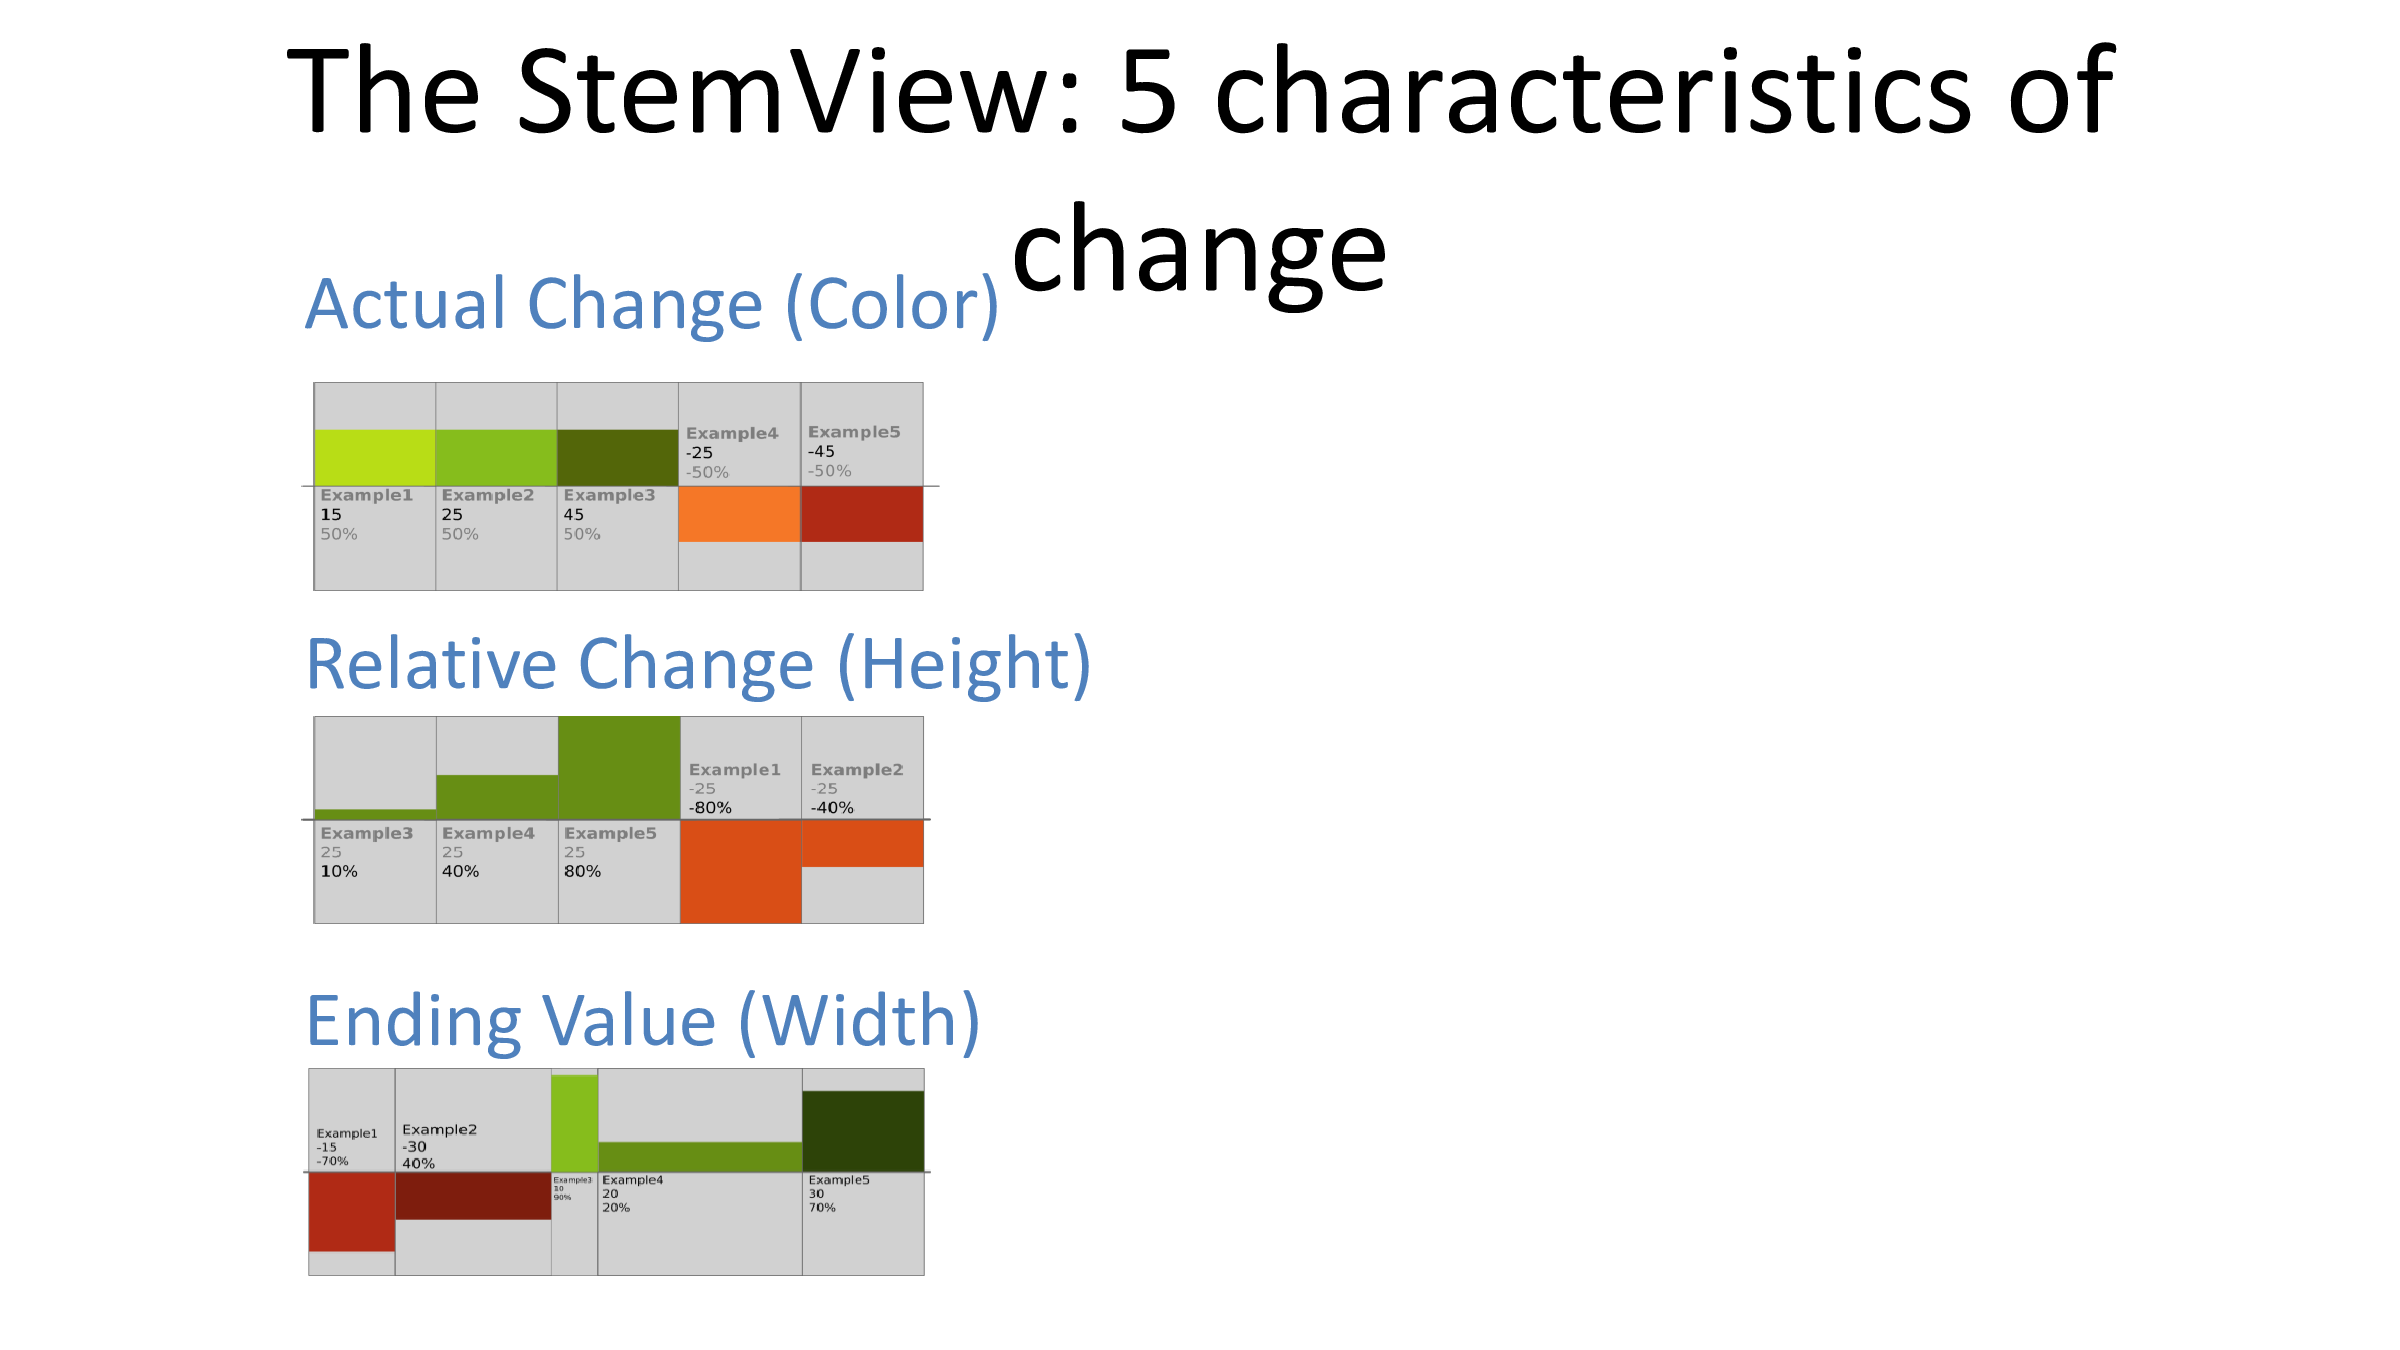 The StemView: 5 characteristics of
change
Actual Change (Color)
Example4
-25
-50%
Example5
-45
-50%
Example1
15
50%
Example2
25
50%
Example3
45
50%
Relative Change (Height)
Example1
-25
-80%
Example2
-25
-40%
Example3
25
10%
Example4
25
40%
Example5
25
80%
Ending Value (Width)
Example1
-15
-70%
Example2
-30
40%
Example3
10
90%
Example4
20
20%
Example5
30
70%